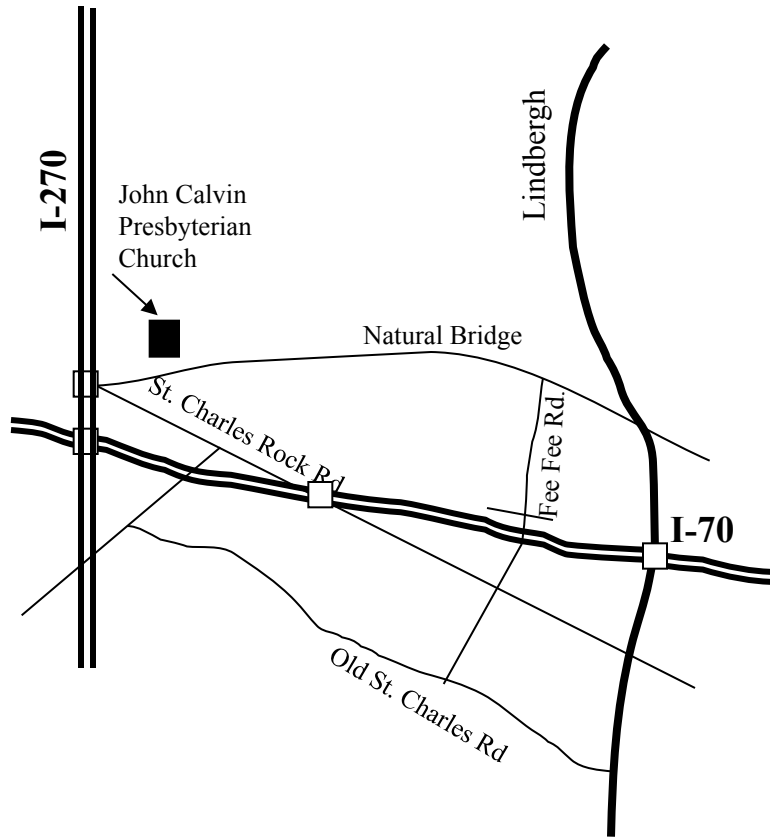 I-270
John Calvin
Presbyterian
Church
Lindbergh
Natural Bridge
St. Charles Rock Rd
Fee Fee Rd.
I-70
Old St. Charles Rd